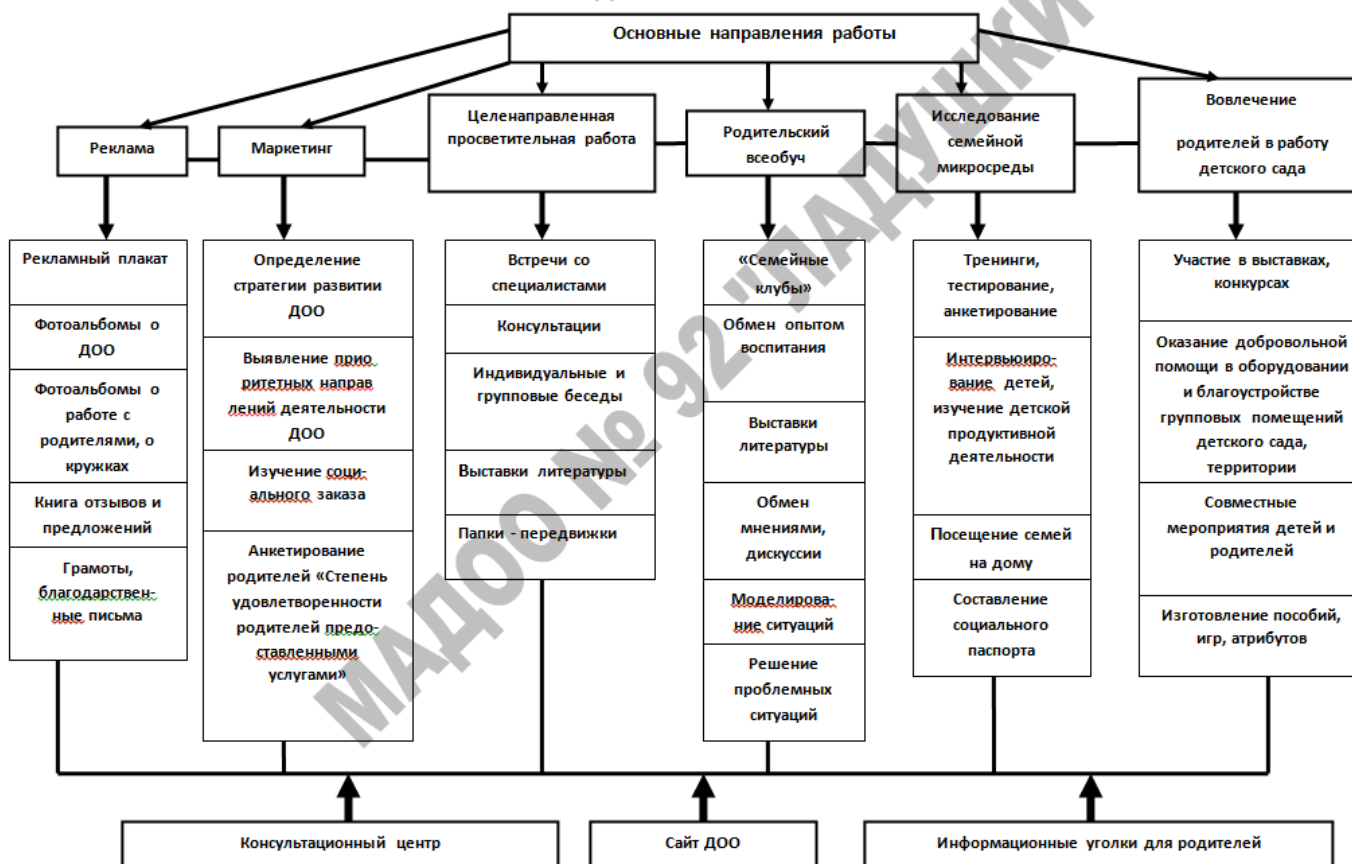 Основные направления работы
Реклама
Маркетинг
Целенаправленная
просветительная работа
Родительский
всеобуч
Исследование
семейной
микросреды
Вовлечение
родителей в работу
детского сада
Рекламный плакат
Фотоальбомы о
ДОО
Фотоальбомы о
работе с
родителями, о
кружках
Книга отзывов и
предложений
Грамоты,
благодарствен-
ные письма
Определение
стратегии развитии
ДОО
Выявление прио
ритетных направ
лений деятельности
ДОО
Изучение соци-
ального заказа
Анкетирование
родителей «Степень
удовлетворенности
родителей предо-
ставленными
услугами»
Встречи со
специалистами
Консультации
Индивидуальные и
групповые беседы
Выставки литературы
Папки - передвижки
«Семейные
клубы»
Обмен опытом
воспитания
Выставки
литературы
Обмен
мнениями,
дискуссии
Моделирова-
ние ситуаций
Решение
проблемных
ситуаций
Тренинги,
тестирование,
анкетирование
Интервьюиро-
вание детей,
изучение детской
продуктивной
деятельности
Посещение семей
на дому
Составление
социального
паспорта
Участие в выставках,
конкурсах
Оказание добровольной
помощи в оборудовании
и благоустройстве
групповых помещений
детского сада,
территории
Совместные
мероприятия детей и
родителей
Изготовление пособий,
игр, атрибутов
Консультационный центр
Сайт ДОО
Информационные уголки для родителей
МАДОО № 92 "ЛАДУШКИ